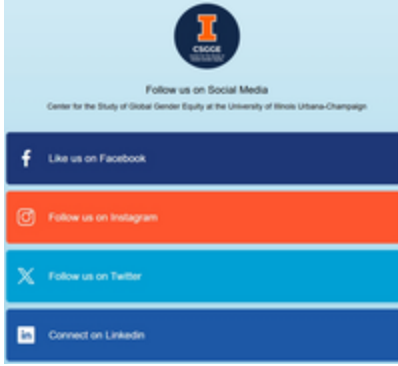 I
CSGGE
Follow us on Social Media
Center for the Study of Global Gender Equity at the University of Illinois Urbana-Champaign
f Like us on Facebook
Follow us on Instagram
X Follow us on Twitter
in Connect on Linkedin